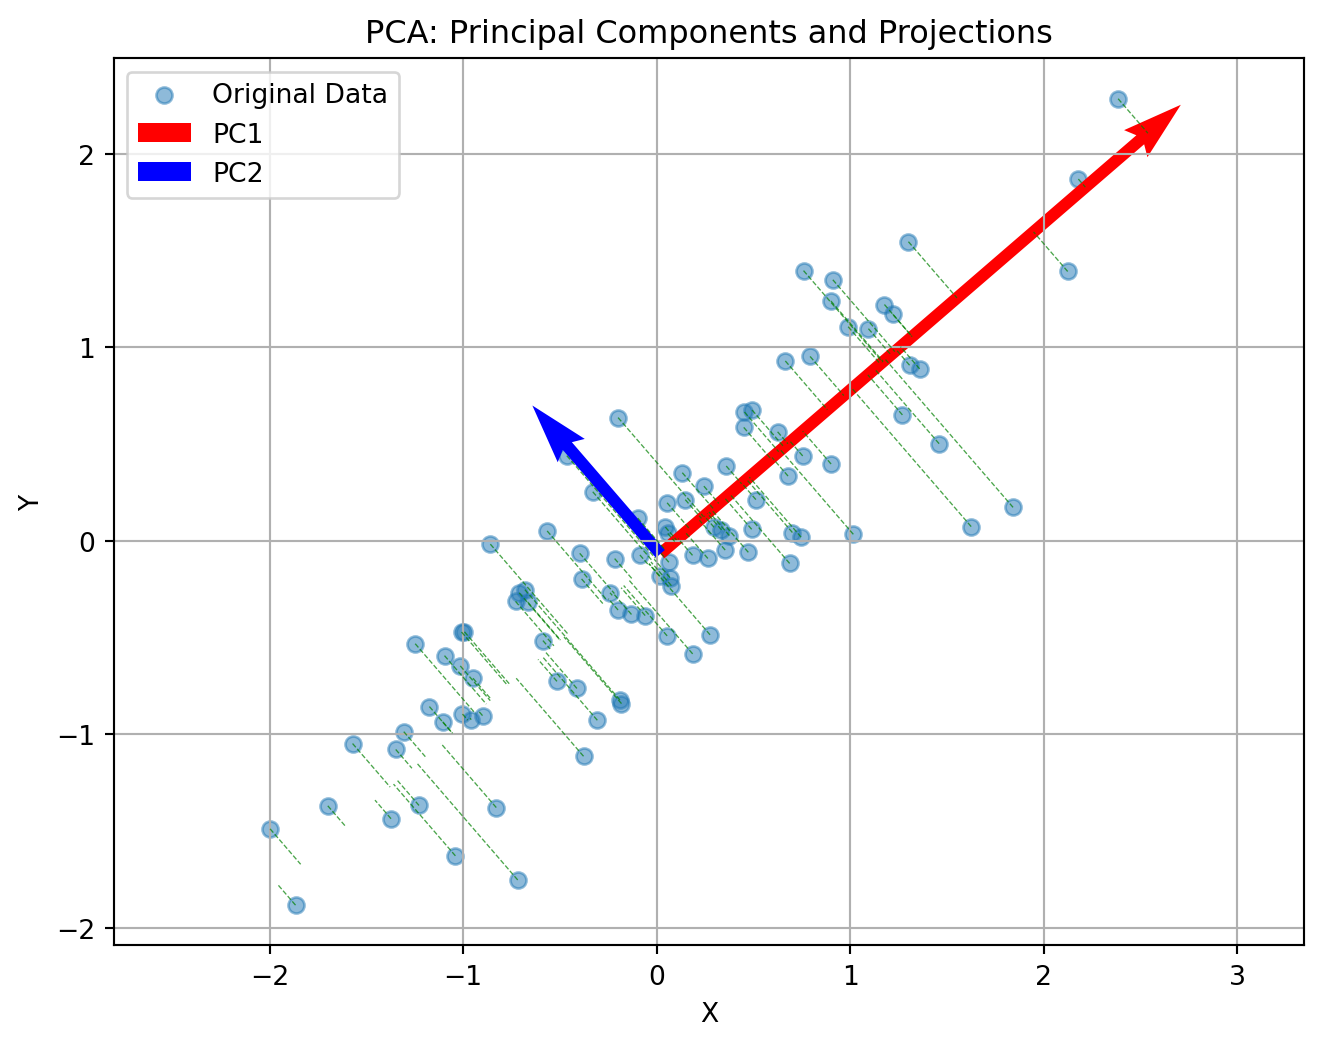 PCA: Principal Components and Projections
Original Data
PC1
PC2
Y
2
1
0
−1
−2
−2
−1
0
1
2
3
X